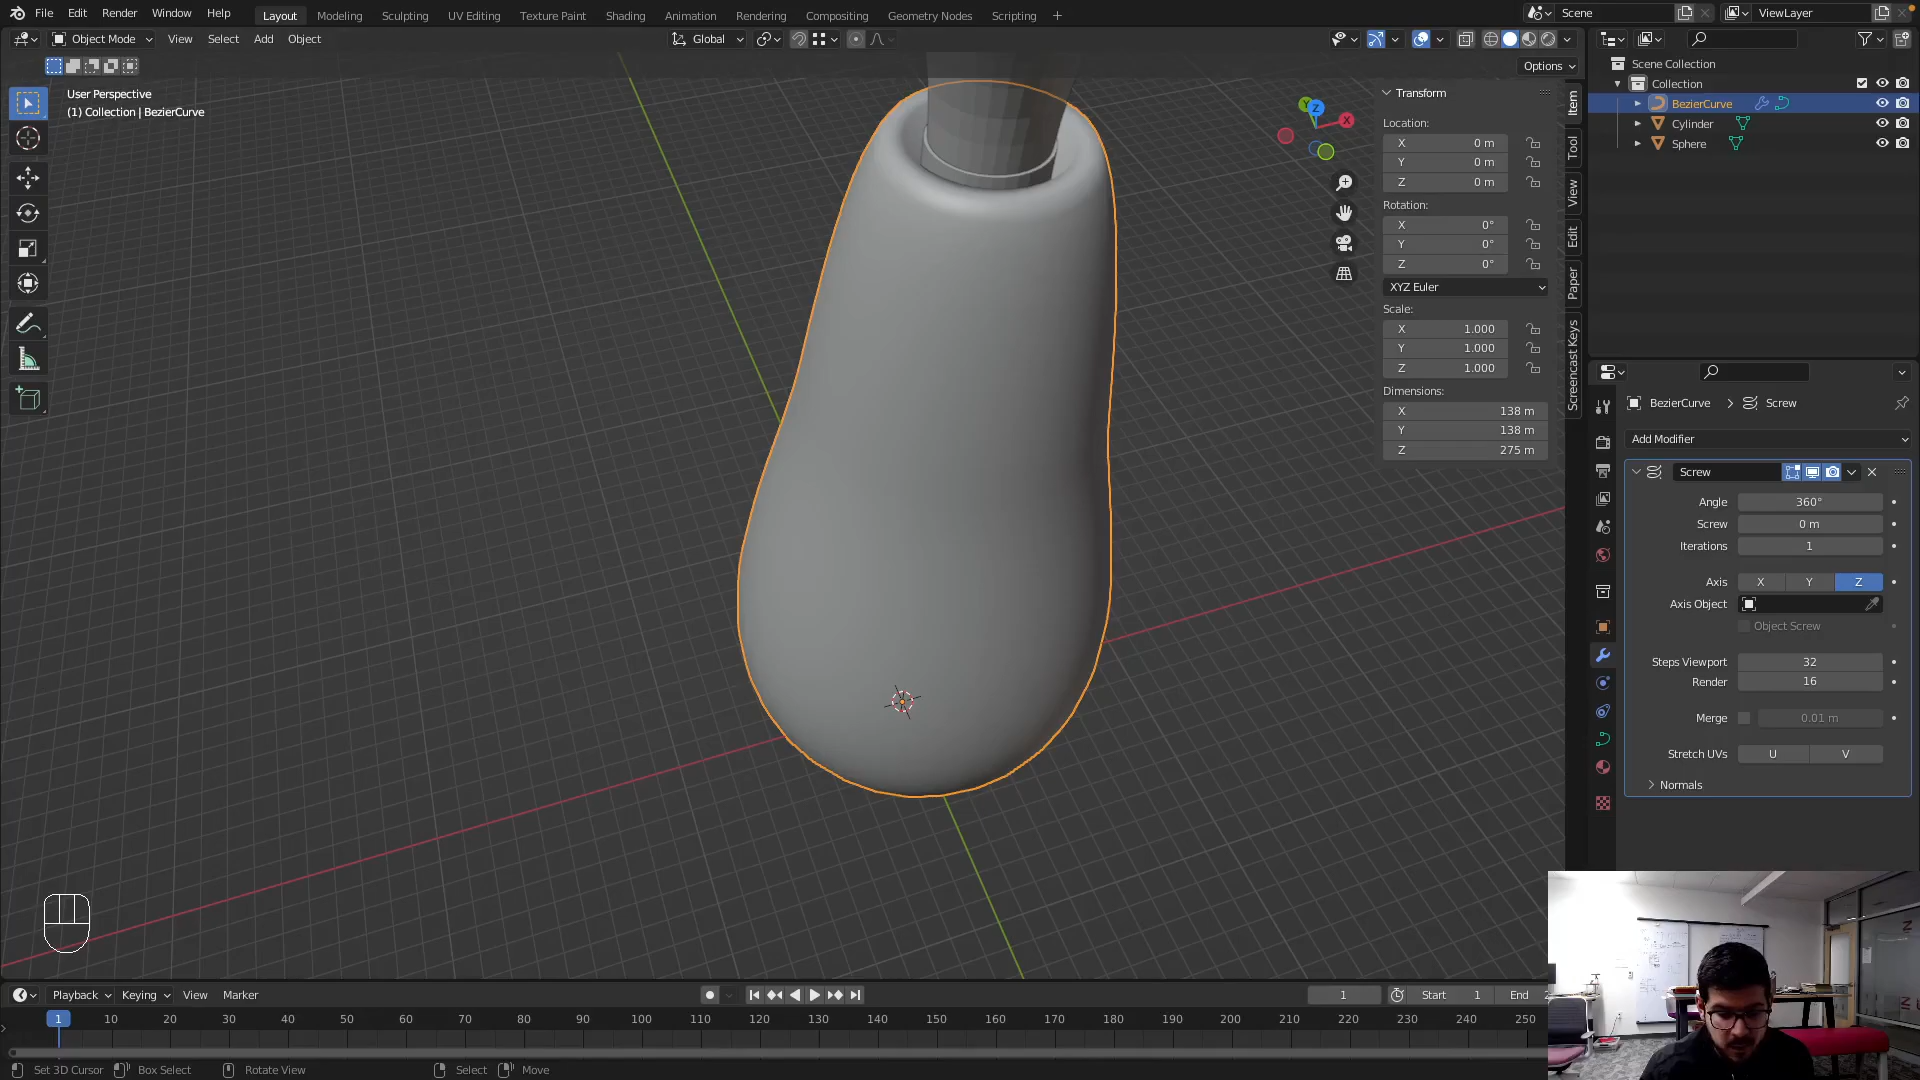 File Edit Render Window Help Layout Modeling Sculpting UV Editing Texture Paint Shading Animation Rendering Compositing Geometry Nodes Scripting + Scene ViewLayer
Object Mode View Select Add Object Global
Options
User Perspective
(1) Collection | BezierCurve
Transform
Location:
X 0 m
Y 0 m
Z 0 m
Rotation:
X 0°
Y 0°
Z 0°
XYZ Euler
Scale:
X 1.000
Y 1.000
Z 1.000
Dimensions:
X 138 m
Y 138 m
Z 275 m
Item
Tool
View
Edit
Paper
Screencast Keys
Y Z X
Scene Collection
Collection
BezierCurve
Cylinder
Sphere
BezierCurve > Screw
Add Modifier
Screw
Angle 360°
Screw 0 m
Iterations 1
Axis X Y Z
Axis Object
Object Screw
Steps Viewport 32
Render 16
Merge 0.01 m
Stretch UVs U V
Normals
Playback Keying View Marker 1 Start 1 End
1 10 20 30 40 50 60 70 80 90 100 110 120 130 140 150 160 170 180 190 200 210 220 230 240 250
Set 3D Cursor Box Select Rotate View Select Move